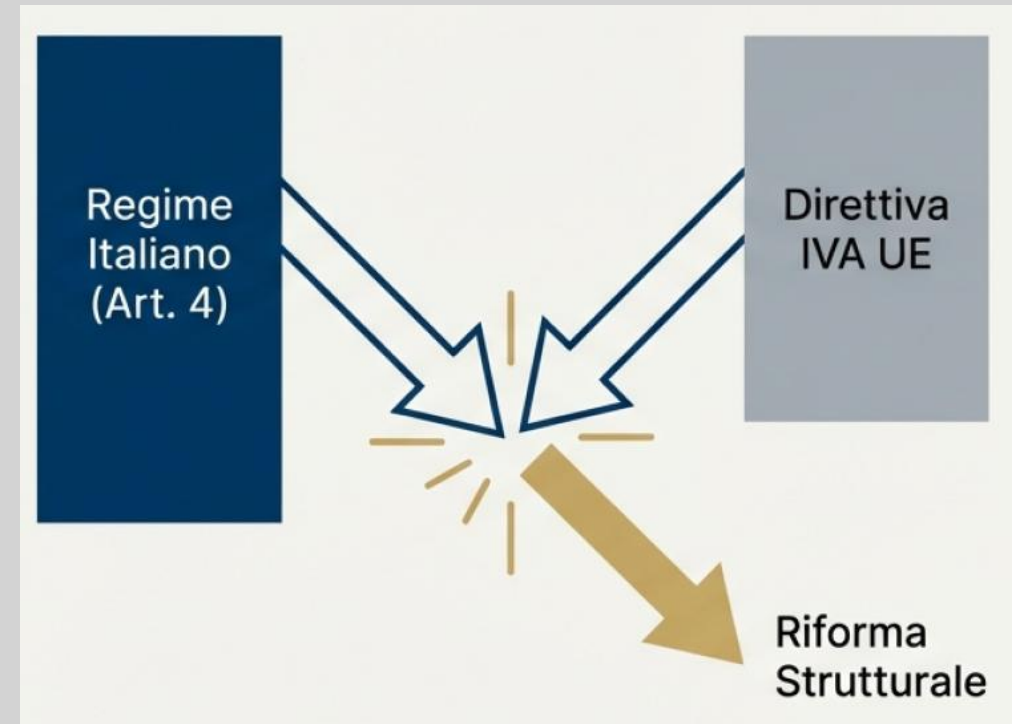 Regime
Italiano
(Art. 4)
Direttiva
IVA UE
Riforma
Strutturale